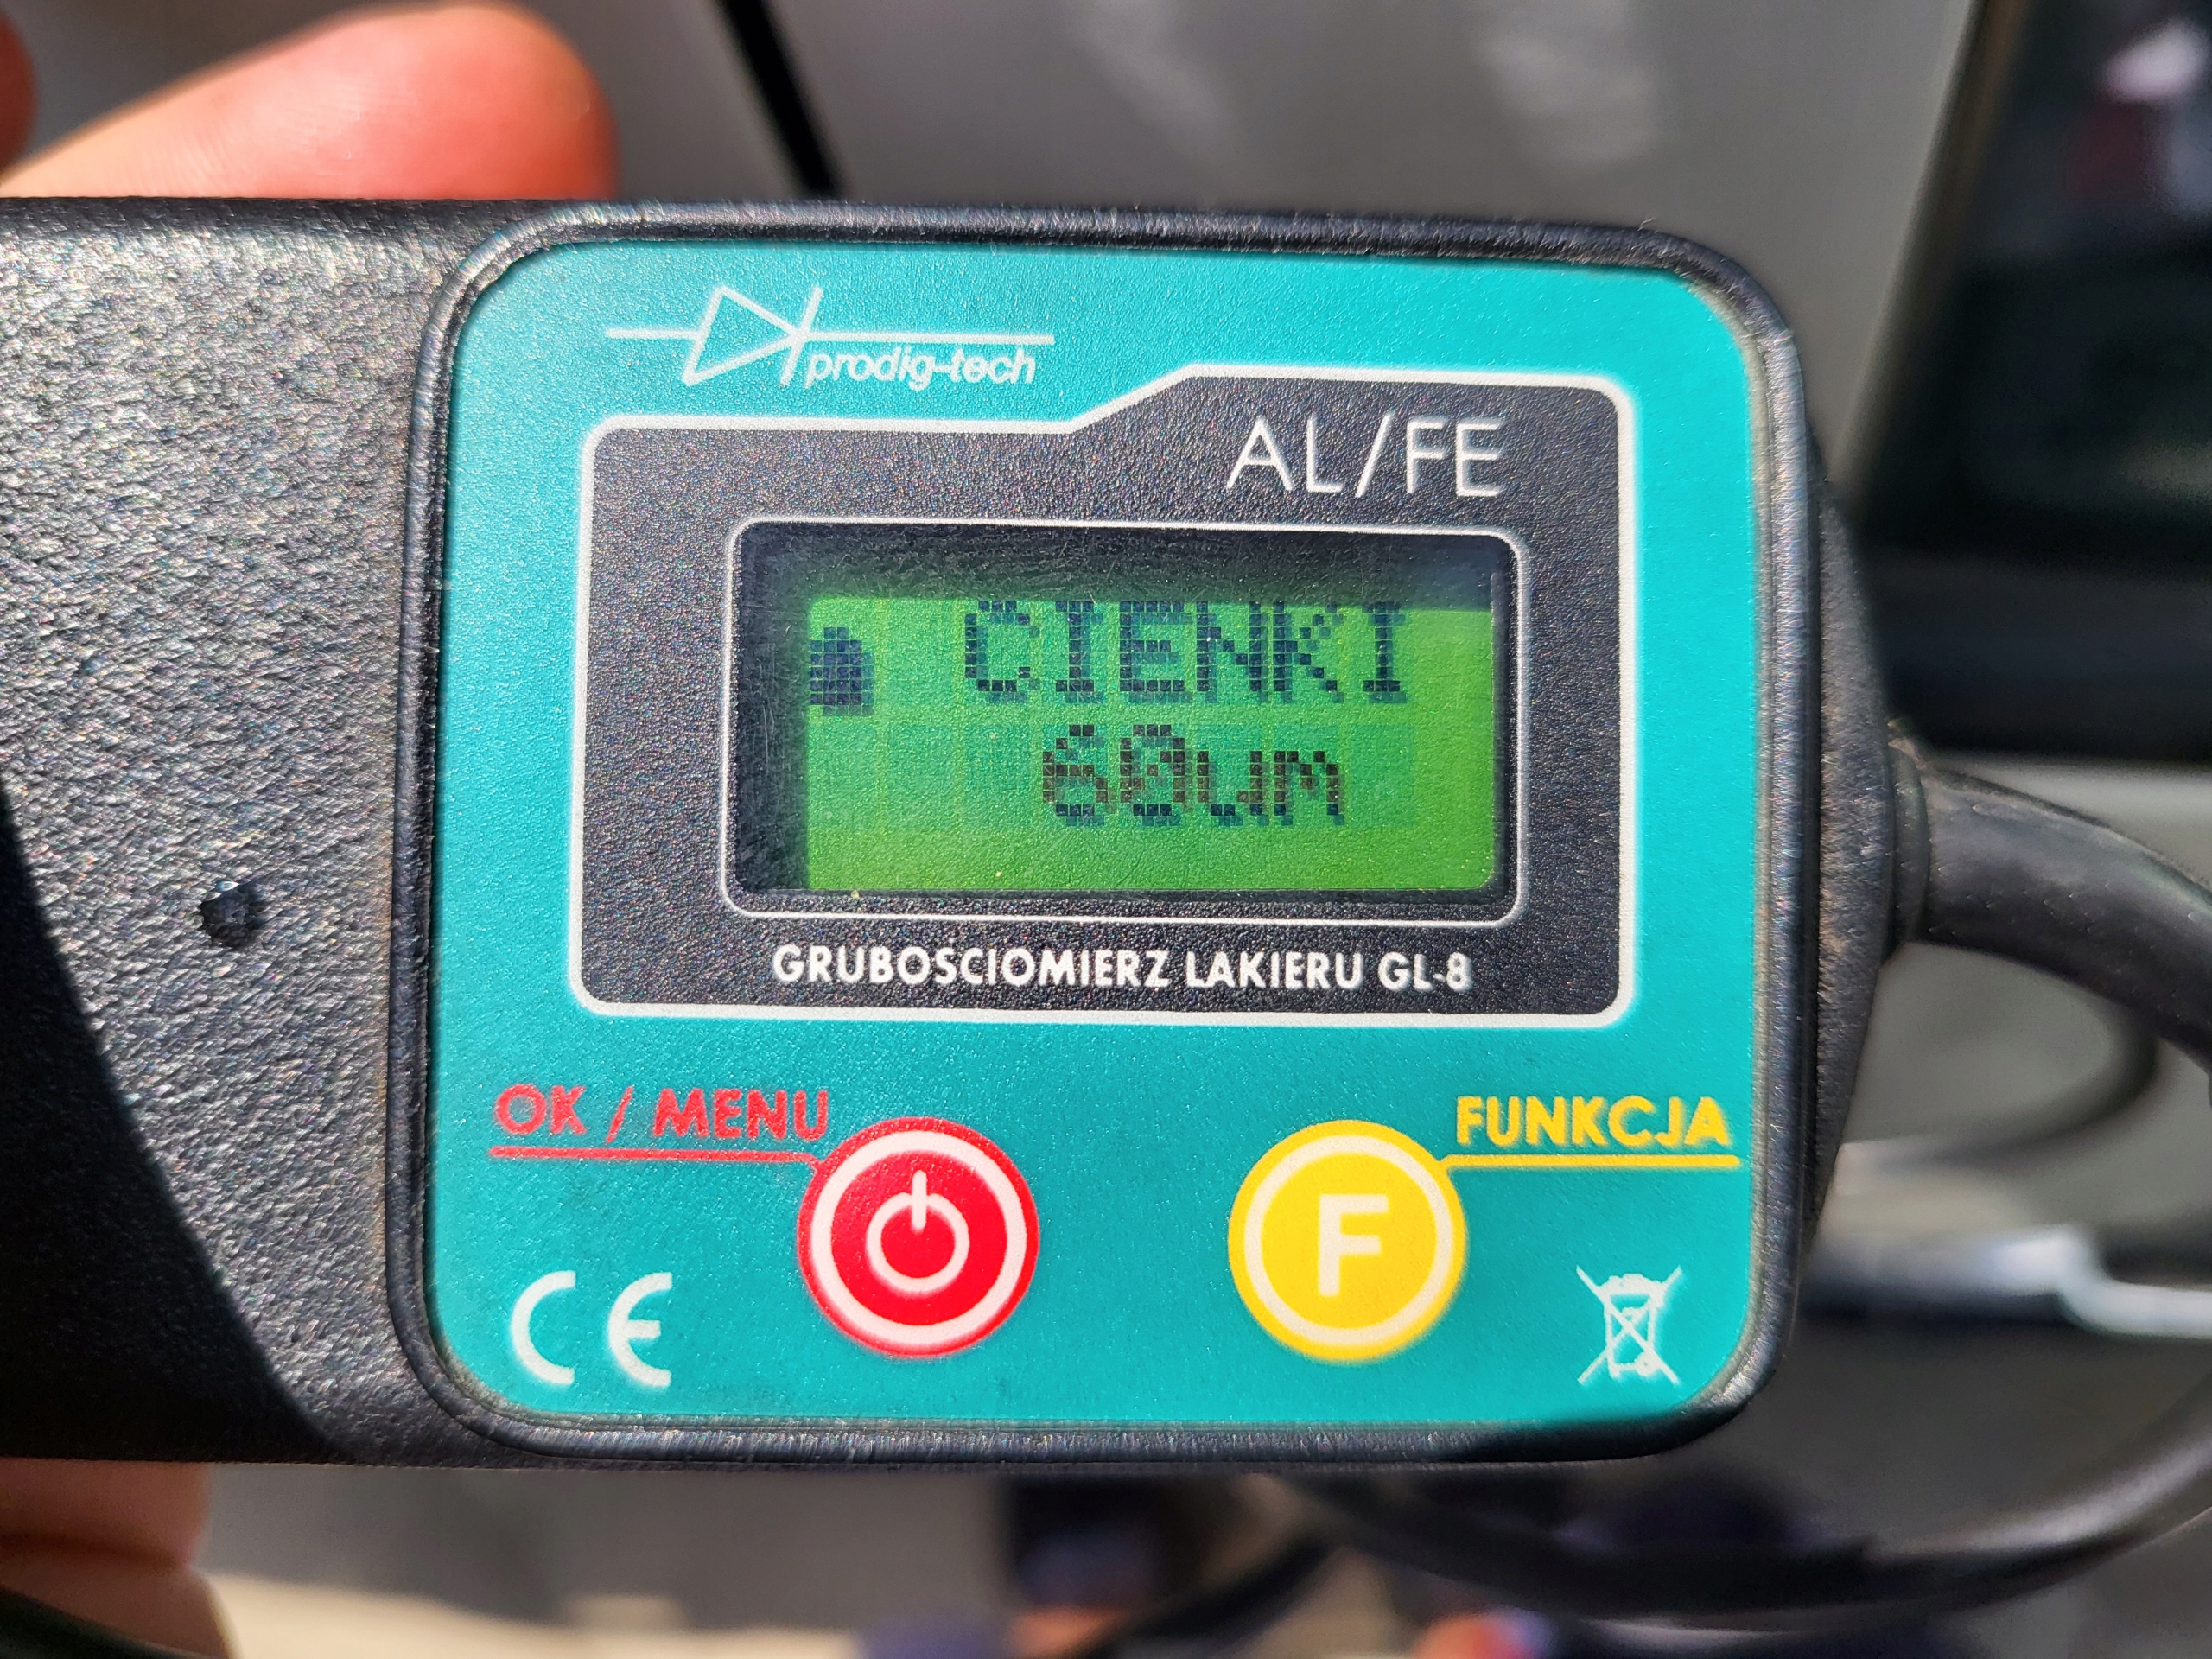 prodig-tech
AL/FE
CIENKI
60um
GRUBOSCIOMIERZ LAKIERU GL-8
OK / MENU
FUNKCJA
F
CE